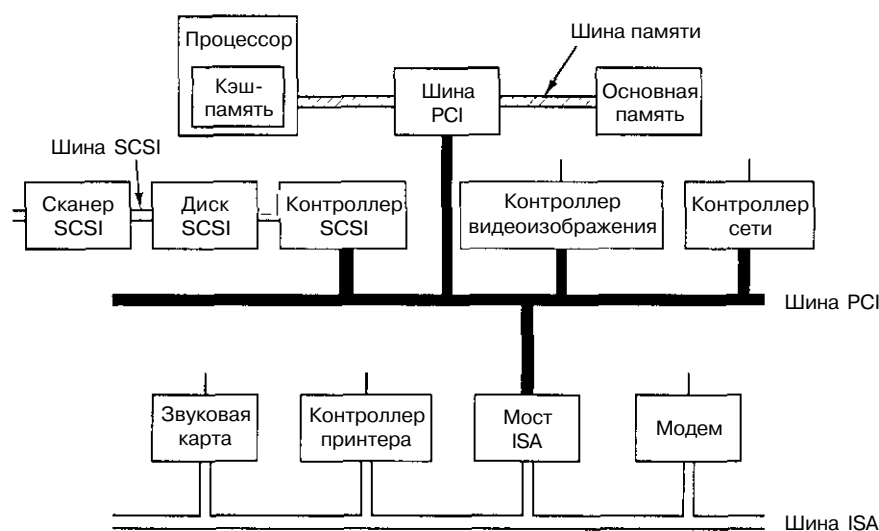 Процессор
Кэш-
память
Шина памяти
Шина
PCI
Основная
память
Шина SCSI
Сканер
SCSI
Диск
SCSI
Контроллер
SCSI
Контроллер
видеоизображения
Контроллер
сети
Шина PCI
Звуковая
карта
Контроллер
принтера
Мост
ISA
Модем
Шина ISA